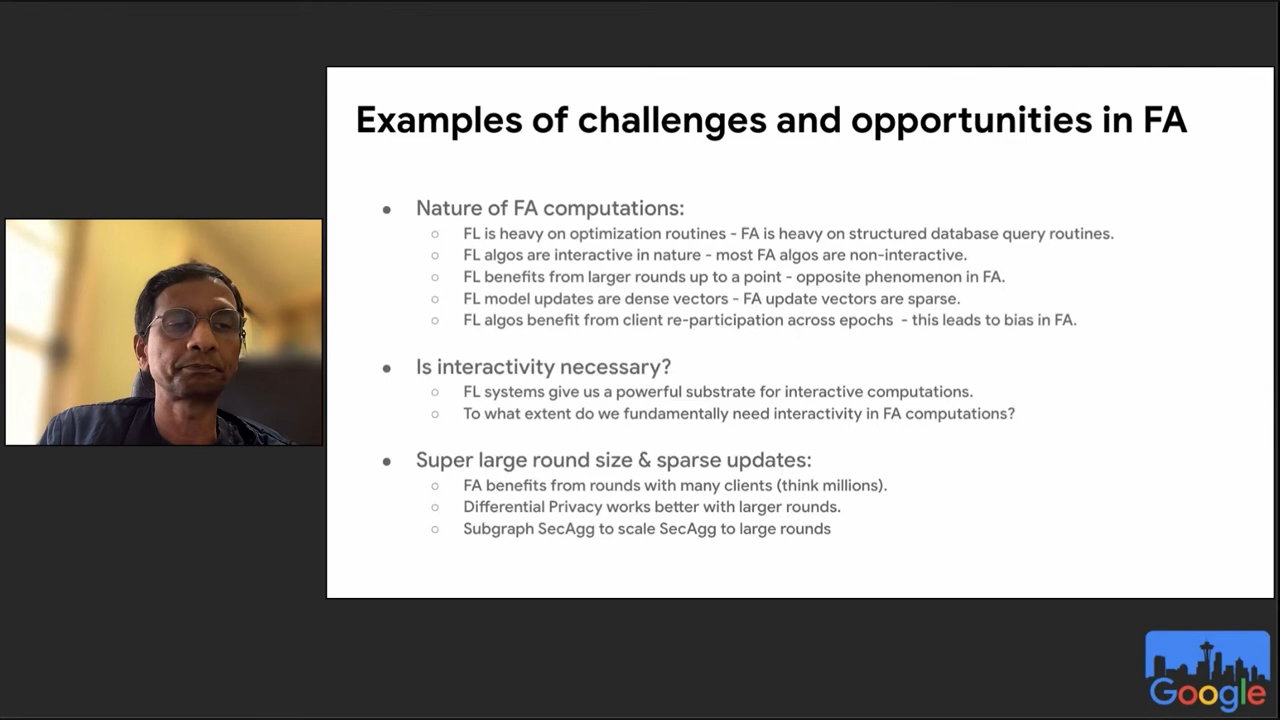 Examples of challenges and opportunities in FA
● Nature of FA computations:
○ FL is heavy on optimization routines - FA is heavy on structured database query routines.
○ FL algos are interactive in nature - most FA algos are non-interactive.
○ FL benefits from larger rounds up to a point - opposite phenomenon in FA.
○ FL model updates are dense vectors - FA update vectors are sparse.
○ FL algos benefit from client re-participation across epochs - this leads to bias in FA.
● Is interactivity necessary?
○ FL systems give us a powerful substrate for interactive computations.
○ To what extent do we fundamentally need interactivity in FA computations?
● Super large round size & sparse updates:
○ FA benefits from rounds with many clients (think millions).
○ Differential Privacy works better with larger rounds.
○ Subgraph SecAgg to scale SecAgg to large rounds
Google